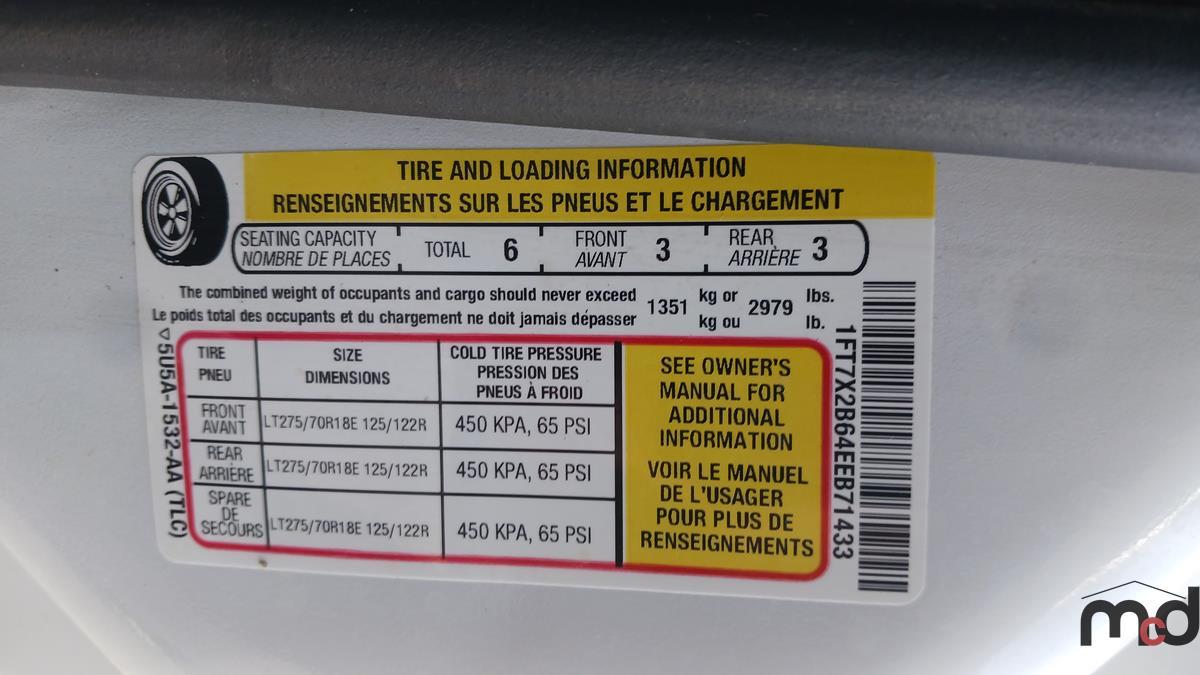 TIRE AND LOADING INFORMATION
RENSEIGNEMENTS SUR LES PNEUS ET LE CHARGEMENT
SEATING CAPACITY
NOMBRE DE PLACES
TOTAL 6
FRONT
AVANT
3
REAR
ARRIÈRE
3
The combined weight of occupants and cargo should never exceed 1351 kg or 2979 lbs.
Le poids total des occupants et du chargement ne doit jamais dépasser kg ou lb.
TIRE
PNEU
SIZE
DIMENSIONS
COLD TIRE PRESSURE
PRESSION DES
PNEUS À FROID
FRONT
AVANT
LT275/70R18E 125/122R
450 KPA, 65 PSI
REAR
ARRIÈRE
LT275/70R18E 125/122R
450 KPA, 65 PSI
SPARE
DE
SECOURS
LT275/70R18E 125/122R
450 KPA, 65 PSI
SEE OWNER'S
MANUAL FOR
ADDITIONAL
INFORMATION
VOIR LE MANUEL
DE L'USAGER
POUR PLUS DE
RENSEIGNEMENTS
5U5A-1532-AA (TLC)
1FT7X2B64EEB71433
mcd